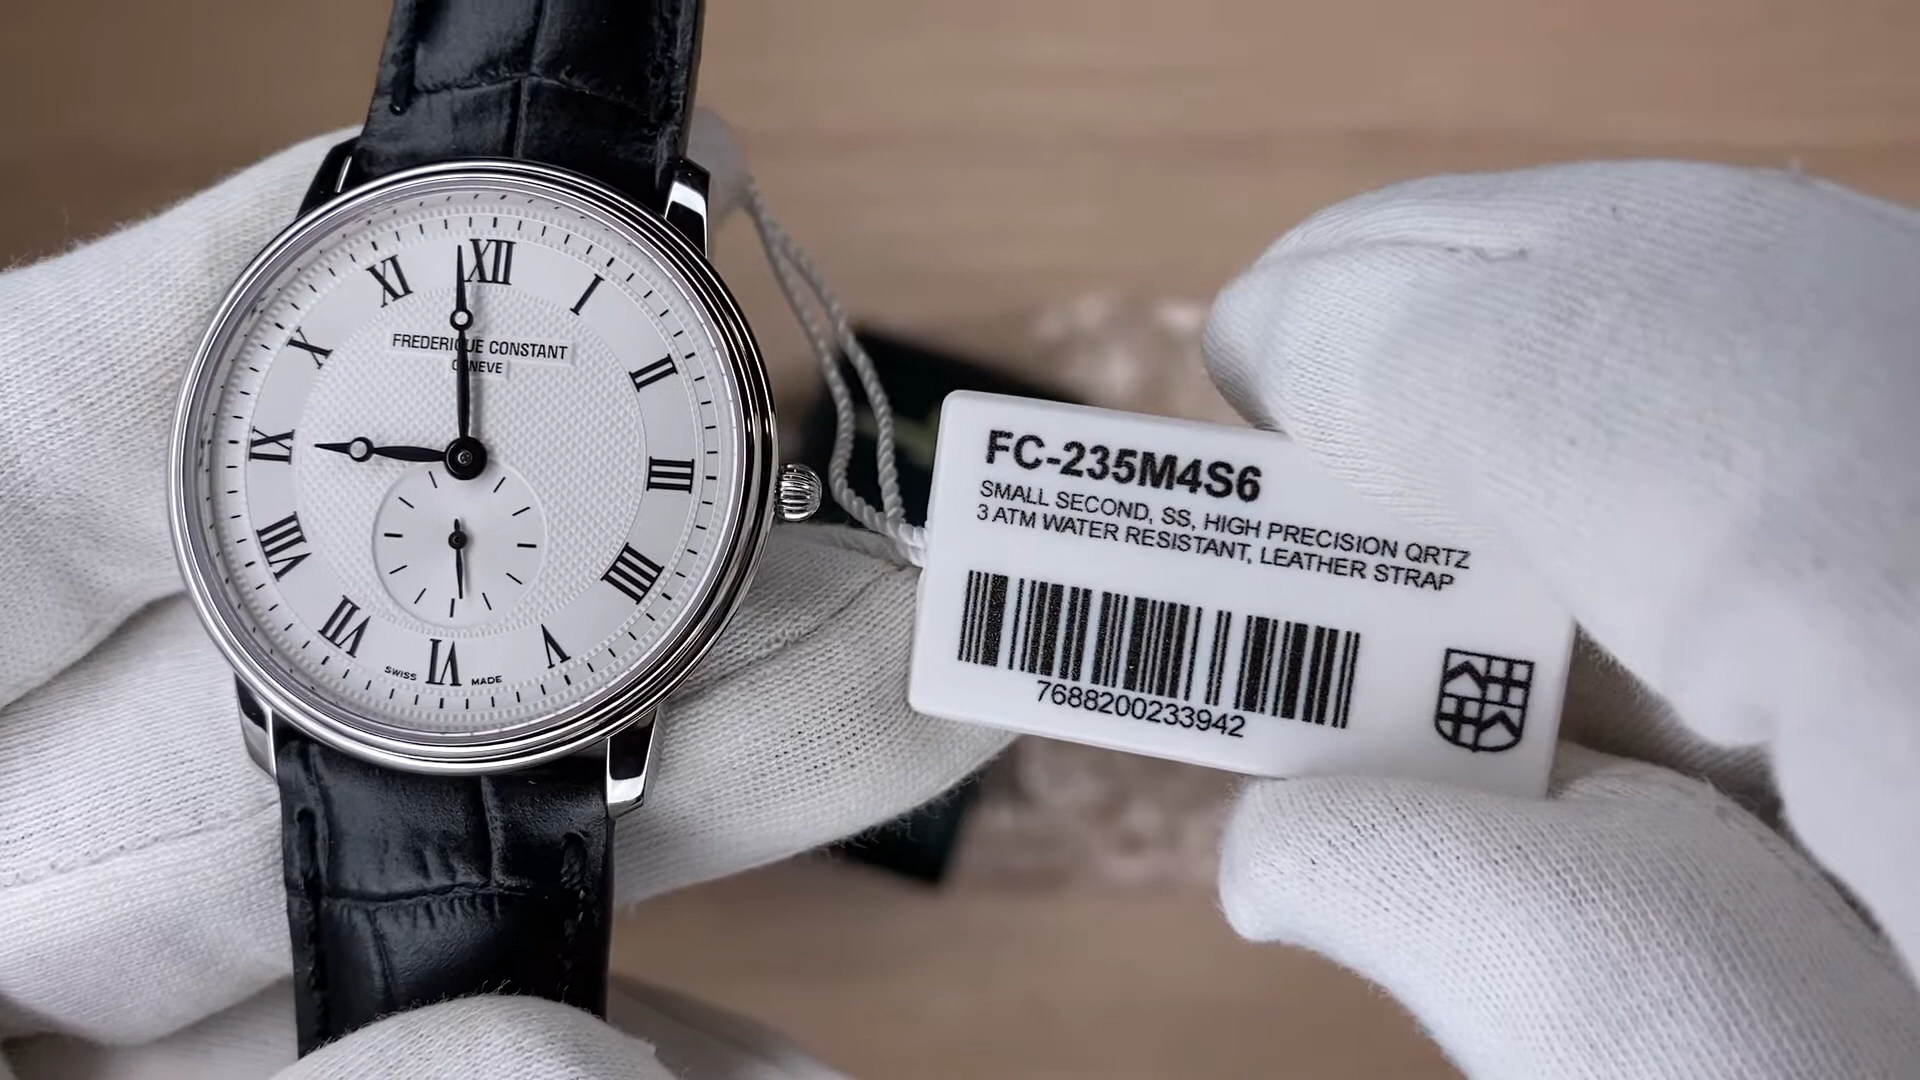 XII
I
II
III
IIII
V
VI
VII
VIII
IX
X
XI
FREDERIQUE CONSTANT
GENEVE
SWISS MADE
FC-235M4S6
SMALL SECOND, SS, HIGH PRECISION QRTZ
3 ATM WATER RESISTANT, LEATHER STRAP
7688200233942